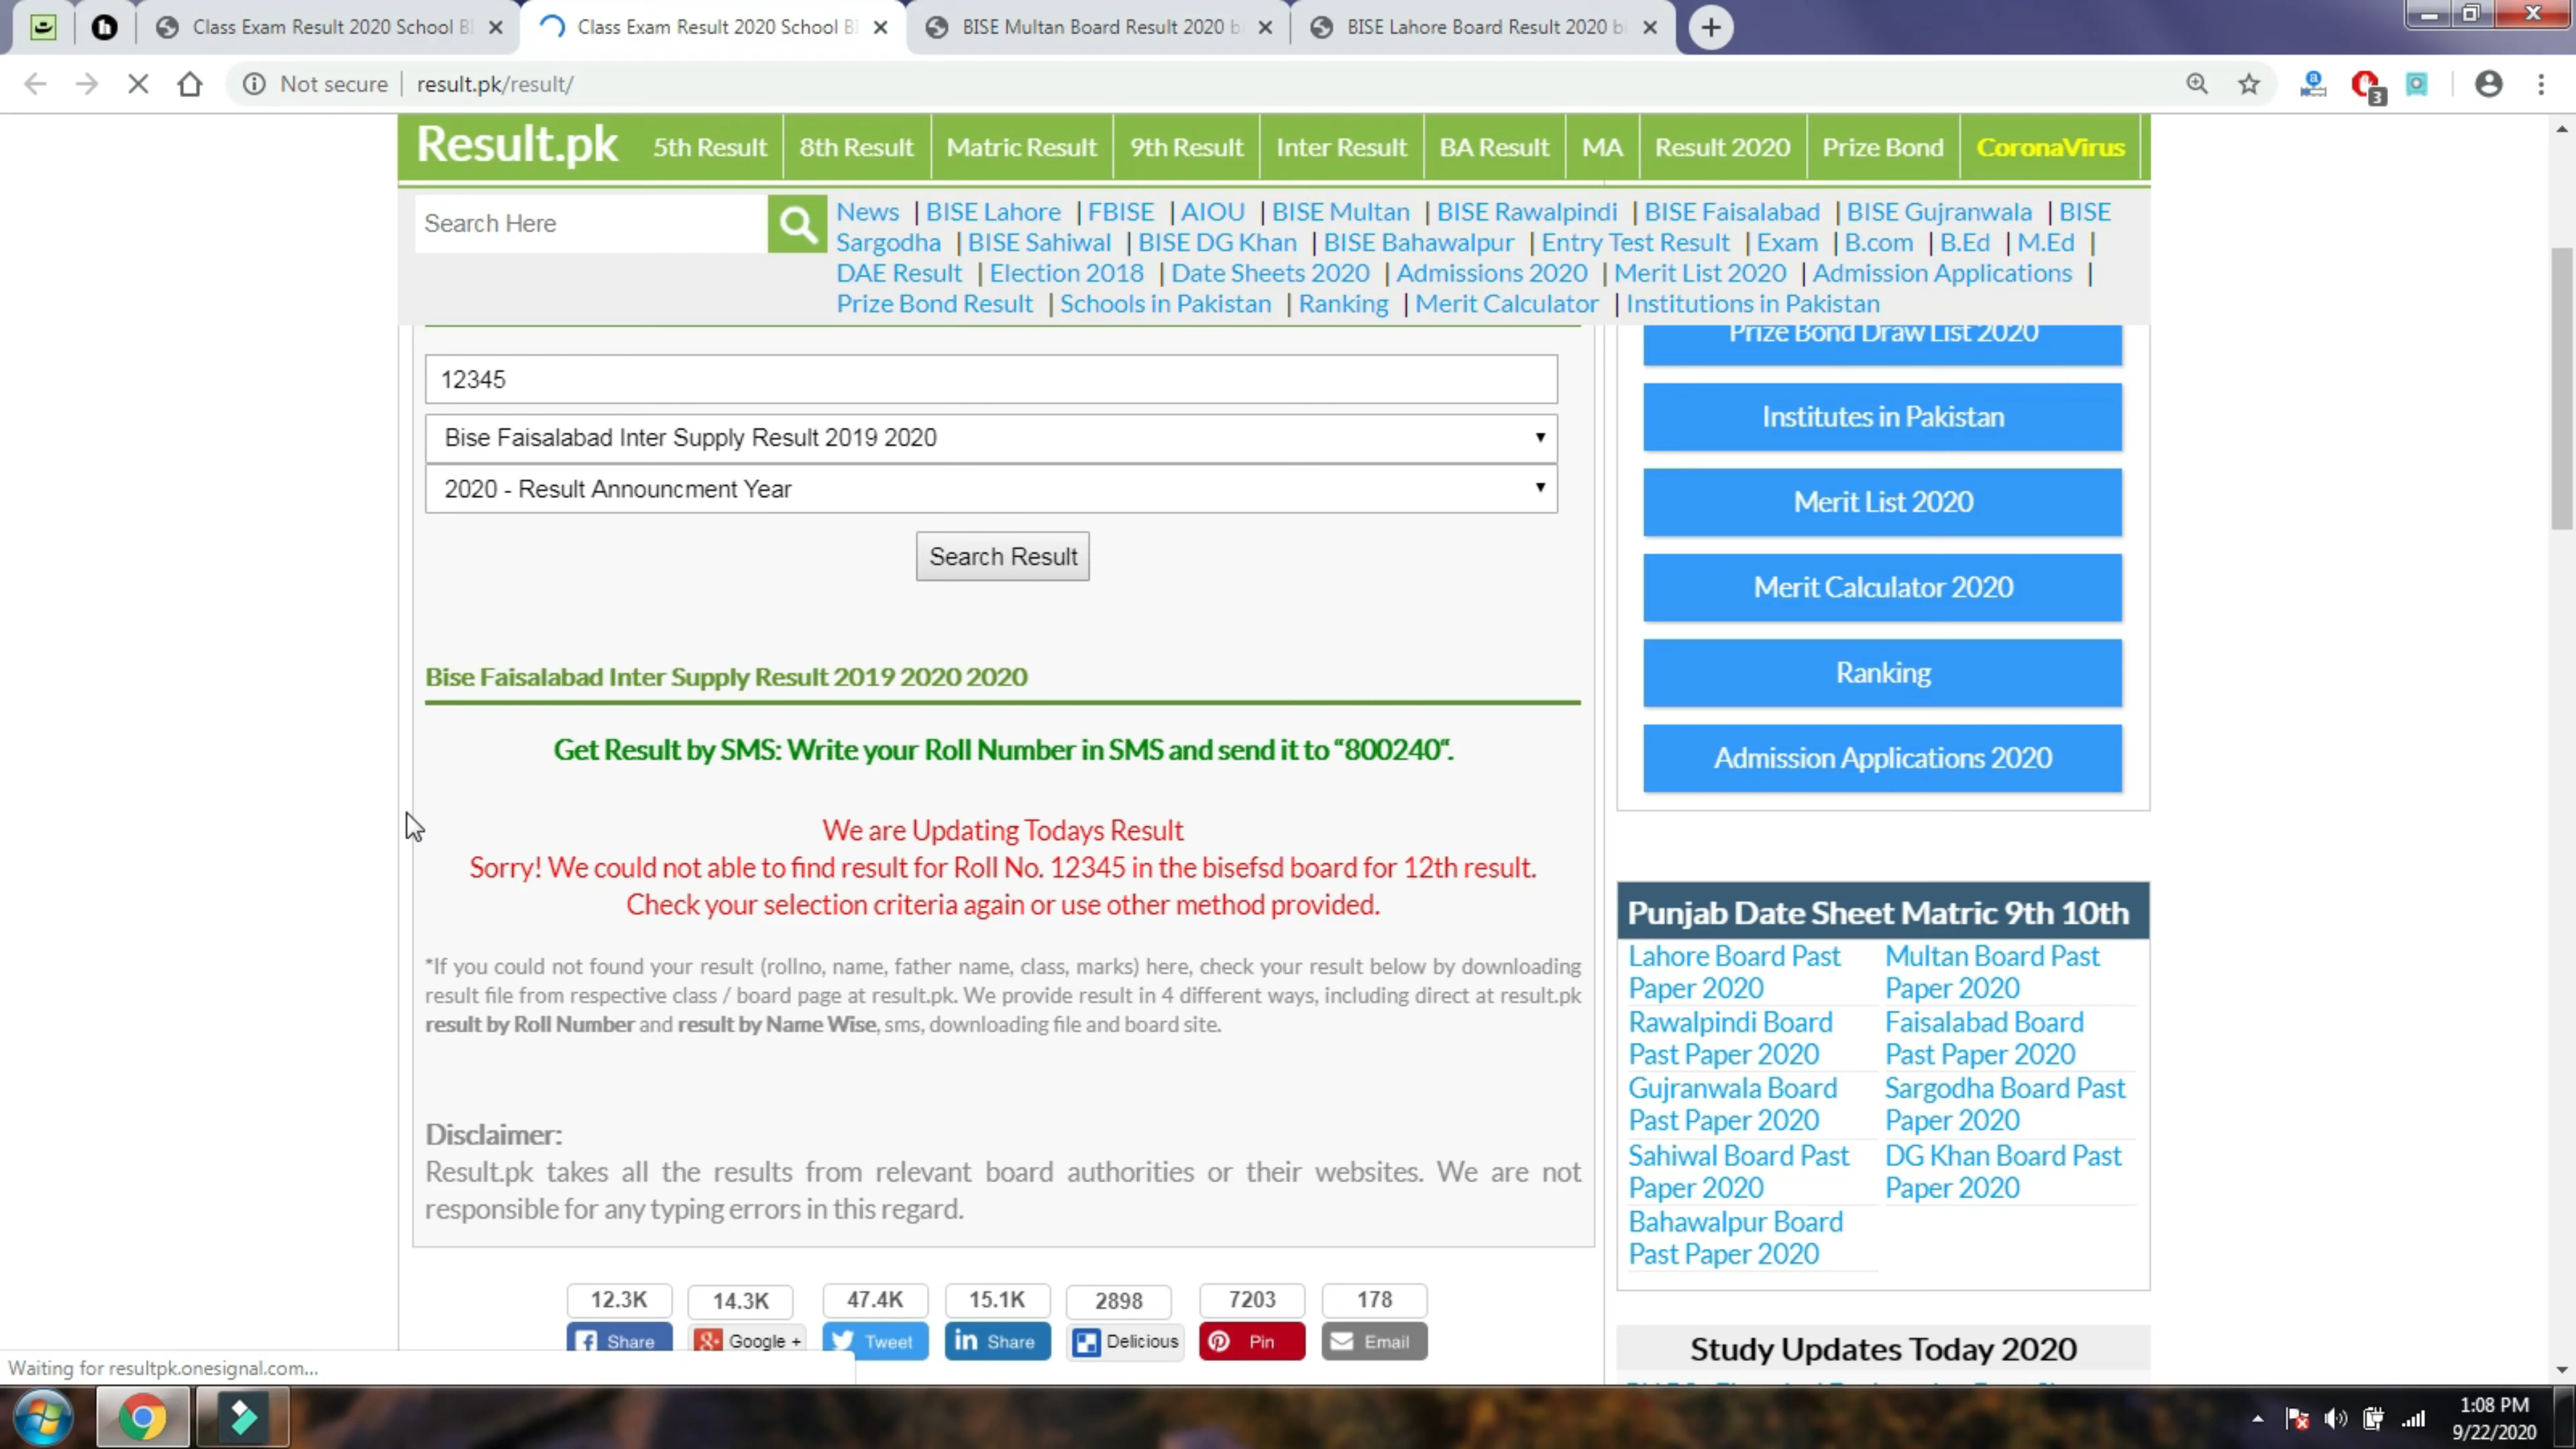 Class Exam Result 2020 School BI
Class Exam Result 2020 School BI
BISE Multan Board Result 2020 b
BISE Lahore Board Result 2020 bi
Not secure
result.pk/result/
3
Result.pk
5th Result
8th Result
Matric Result
9th Result
Inter Result
BA Result
MA
Result 2020
Prize Bond
CoronaVirus
Search Here
News | BISE Lahore | FBISE | AIOU | BISE Multan | BISE Rawalpindi | BISE Faisalabad | BISE Gujranwala | BISE
Sargodha | BISE Sahiwal | BISE DG Khan | BISE Bahawalpur | Entry Test Result | Exam | B.com | B.Ed | M.Ed |
DAE Result | Election 2018 | Date Sheets 2020 | Admissions 2020 | Merit List 2020 | Admission Applications |
Prize Bond Result | Schools in Pakistan | Ranking | Merit Calculator | Institutions in Pakistan
12345
Bise Faisalabad Inter Supply Result 2019 2020
2020 - Result Announcment Year
Search Result
Bise Faisalabad Inter Supply Result 2019 2020 2020
Get Result by SMS: Write your Roll Number in SMS and send it to “800240“.
We are Updating Todays Result
Sorry! We could not able to find result for Roll No. 12345 in the bisefsd board for 12th result.
Check your selection criteria again or use other method provided.
*If you could not found your result (rollno, name, father name, class, marks) here, check your result below by downloading
result file from respective class / board page at result.pk. We provide result in 4 different ways, including direct at result.pk
result by Roll Number and result by Name Wise, sms, downloading file and board site.
Disclaimer:
Result.pk takes all the results from relevant board authorities or their websites. We are not
responsible for any typing errors in this regard.
12.3K
14.3K
47.4K
15.1K
2898
7203
178
Share
Google +
Tweet
Share
Delicious
Pin
Email
Prize Bond Draw List 2020
Institutes in Pakistan
Merit List 2020
Merit Calculator 2020
Ranking
Admission Applications 2020
Punjab Date Sheet Matric 9th 10th
Lahore Board Past
Paper 2020
Multan Board Past
Paper 2020
Rawalpindi Board
Past Paper 2020
Faisalabad Board
Past Paper 2020
Gujranwala Board
Past Paper 2020
Sargodha Board Past
Paper 2020
Sahiwal Board Past
Paper 2020
DG Khan Board Past
Paper 2020
Bahawalpur Board
Past Paper 2020
Study Updates Today 2020
Waiting for resultpk.onesignal.com...
1:08 PM
9/22/2020